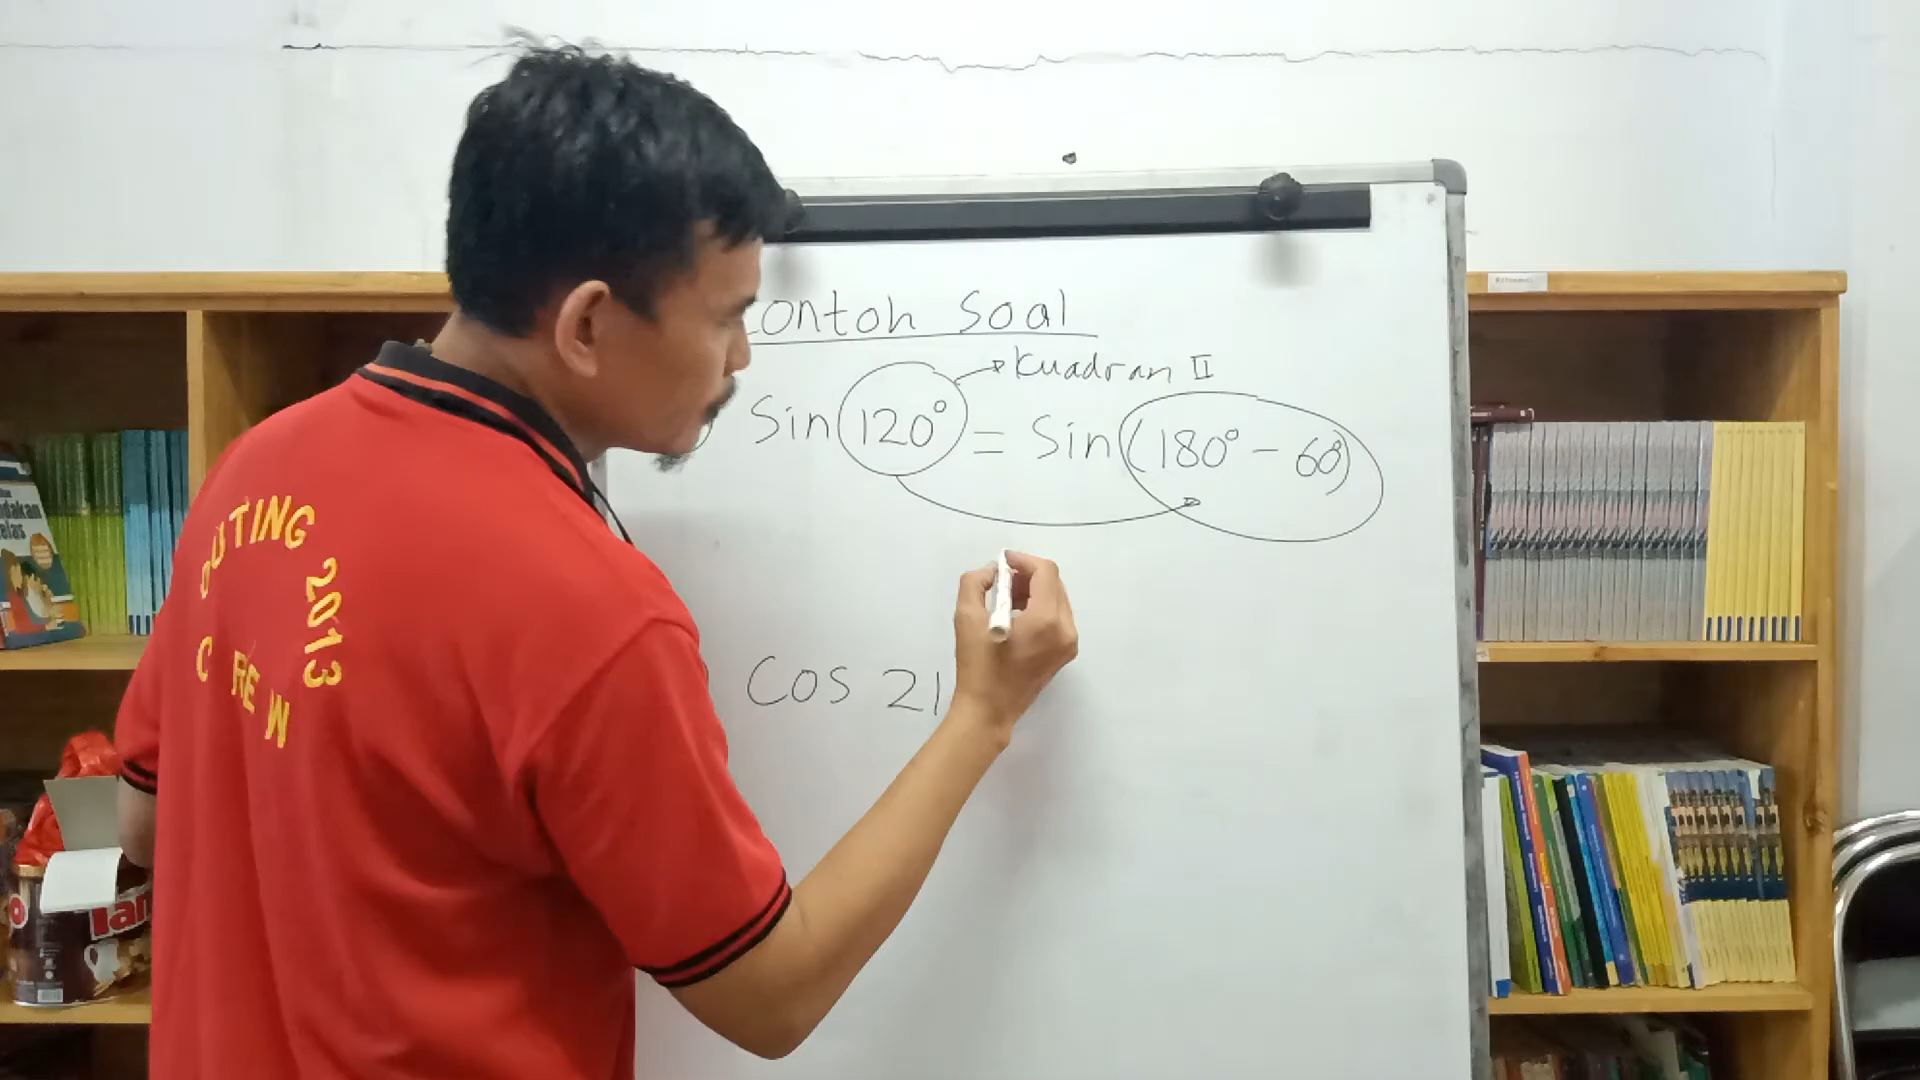 contoh Soal
Kuadran II
Sin 120° = Sin (180° - 60°)
Cos 21
OUTING 2013
CREW